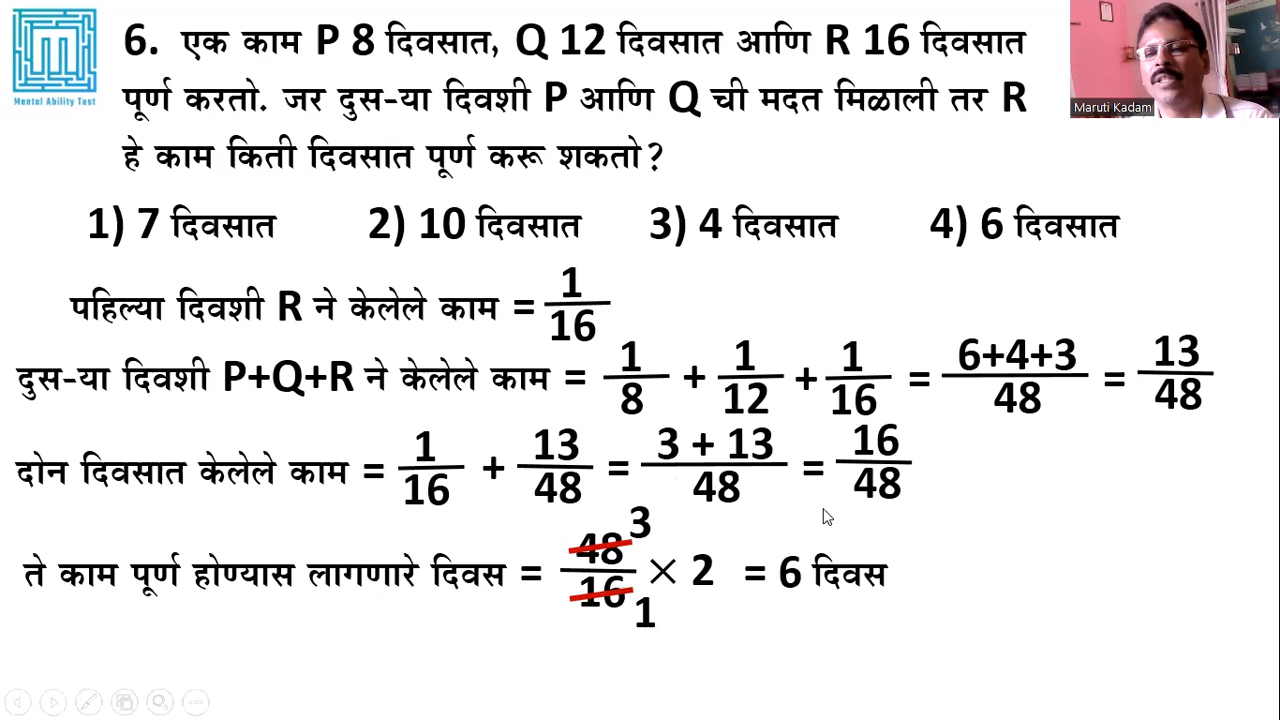 Mental Ability Test
6. एक काम P 8 दिवसात, Q 12 दिवसात आणि R 16 दिवसात
पूर्ण करतो. जर दुस-या दिवशी P आणि Q ची मदत मिळाली तर R
हे काम किती दिवसात पूर्ण करू शकतो?
Maruti Kadam
1) 7 दिवसात 2) 10 दिवसात 3) 4 दिवसात 4) 6 दिवसात
पहिल्या दिवशी R ने केलेले काम = 1/16
दुस-या दिवशी P+Q+R ने केलेले काम = 1/8 + 1/12 + 1/16 = 6+4+3/48 = 13/48
दोन दिवसात केलेले काम = 1/16 + 13/48 = 3 + 13/48 = 16/48
ते काम पूर्ण होण्यास लागणारे दिवस = 48/16 3/1 × 2 = 6 दिवस